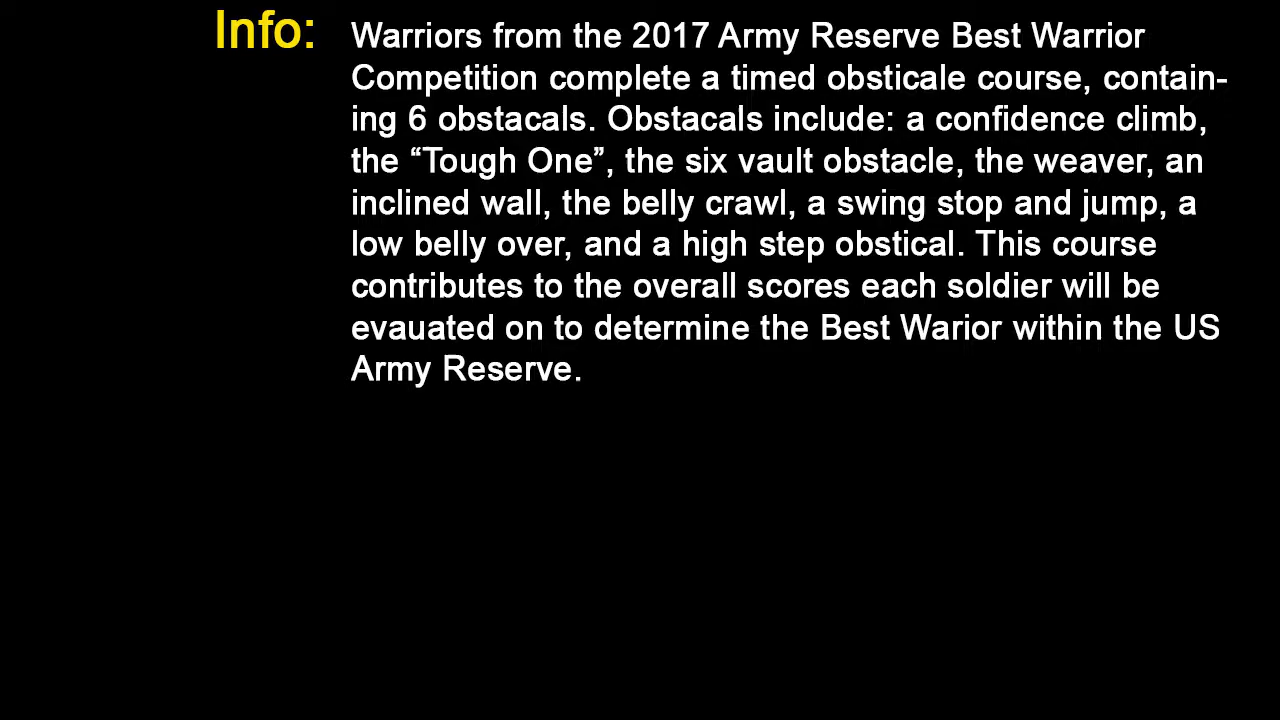 Info: Warriors from the 2017 Army Reserve Best Warrior
Competition complete a timed obsticale course, contain-
ing 6 obstacals. Obstacals include: a confidence climb,
the “Tough One”, the six vault obstacle, the weaver, an
inclined wall, the belly crawl, a swing stop and jump, a
low belly over, and a high step obstical. This course
contributes to the overall scores each soldier will be
evauated on to determine the Best Warior within the US
Army Reserve.